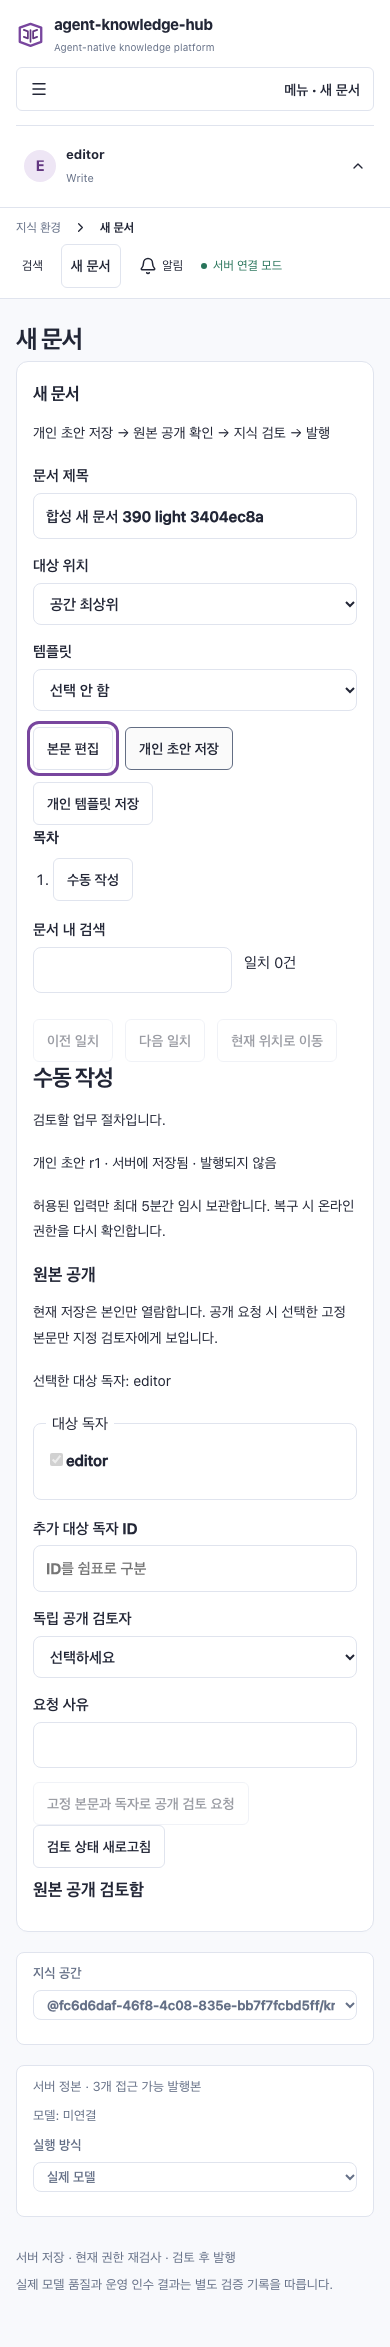 agent-knowledge-hub
Agent-native knowledge platform
메뉴 · 새 문서
E
editor
Write
지식 환경 > 새 문서
검색 새 문서 알림 서버 연결 모드
새 문서
새 문서
개인 초안 저장 → 원본 공개 확인 → 지식 검토 → 발행
문서 제목
합성 새 문서 390 light 3404ec8a
대상 위치
공간 최상위
템플릿
선택 안 함
본문 편집 개인 초안 저장
개인 템플릿 저장
목차
1. 수동 작성
문서 내 검색
일치 0건
이전 일치 다음 일치 현재 위치로 이동
수동 작성
검토할 업무 절차입니다.
개인 초안 r1 · 서버에 저장됨 · 발행되지 않음
허용된 입력만 최대 5분간 임시 보관합니다. 복구 시 온라인
권한을 다시 확인합니다.
원본 공개
현재 저장은 본인만 열람합니다. 공개 요청 시 선택한 고정
본문만 지정 검토자에게 보입니다.
선택한 대상 독자: editor
대상 독자
editor
추가 대상 독자 ID
ID를 쉼표로 구분
독립 공개 검토자
선택하세요
요청 사유
고정 본문과 독자로 공개 검토 요청
검토 상태 새로고침
원본 공개 검토함
지식 공간
@fc6d6daf-46f8-4c08-835e-bb7f7fcbd5ff/kr
서버 정본 · 3개 접근 가능 발행본
모델: 미연결
실행 방식
실제 모델
서버 저장 · 현재 권한 재검사 · 검토 후 발행
실제 모델 품질과 운영 인수 결과는 별도 검증 기록을 따릅니다.